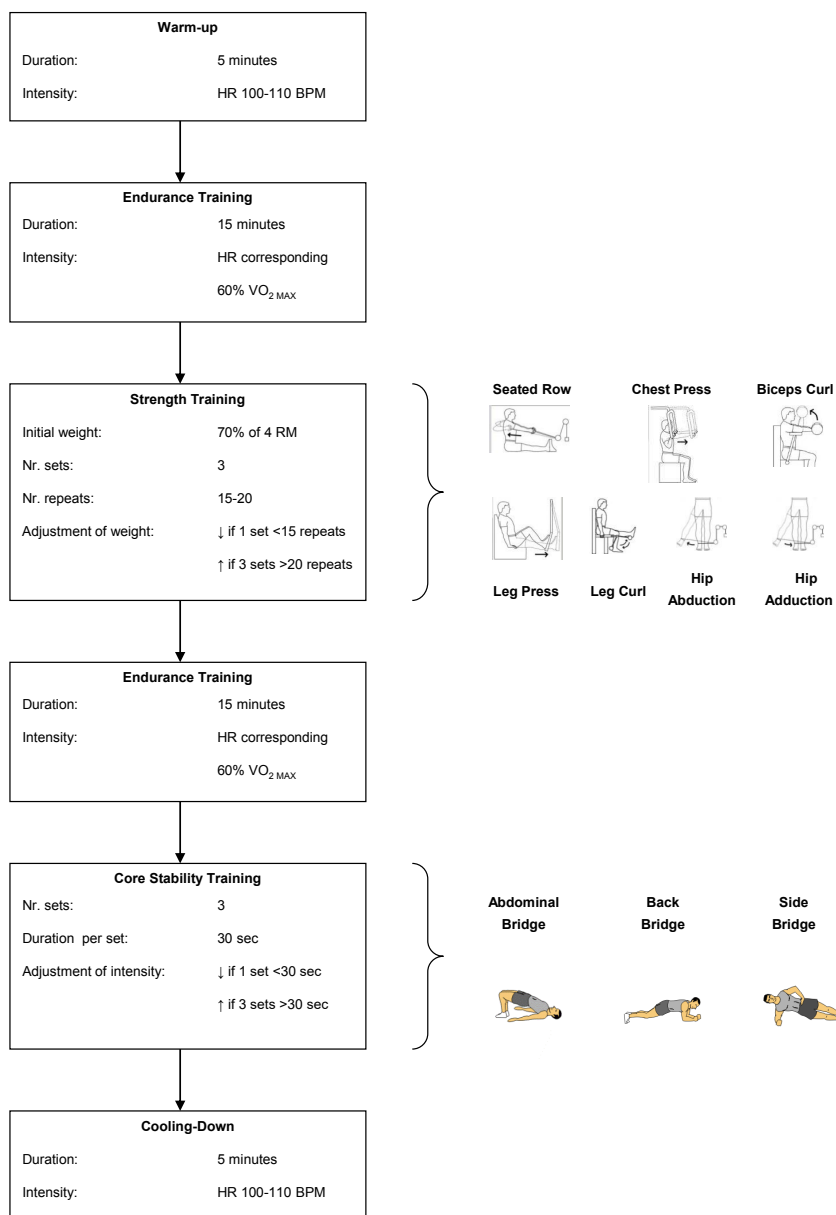 Warm-up
Duration: 5 minutes
Intensity: HR 100-110 BPM
Endurance Training
Duration: 15 minutes
Intensity: HR corresponding
60% VO2 MAX
Strength Training
Initial weight: 70% of 4 RM
Nr. sets: 3
Nr. repeats: 15-20
Adjustment of weight: ↓ if 1 set <15 repeats
↑ if 3 sets >20 repeats
Seated Row Chest Press Biceps Curl
Leg Press Leg Curl Hip Abduction Hip Adduction
Endurance Training
Duration: 15 minutes
Intensity: HR corresponding
60% VO2 MAX
Core Stability Training
Nr. sets: 3
Duration per set: 30 sec
Adjustment of intensity: ↓ if 1 set <30 sec
↑ if 3 sets >30 sec
Abdominal Back Side
Bridge Bridge Bridge
Cooling-Down
Duration: 5 minutes
Intensity: HR 100-110 BPM